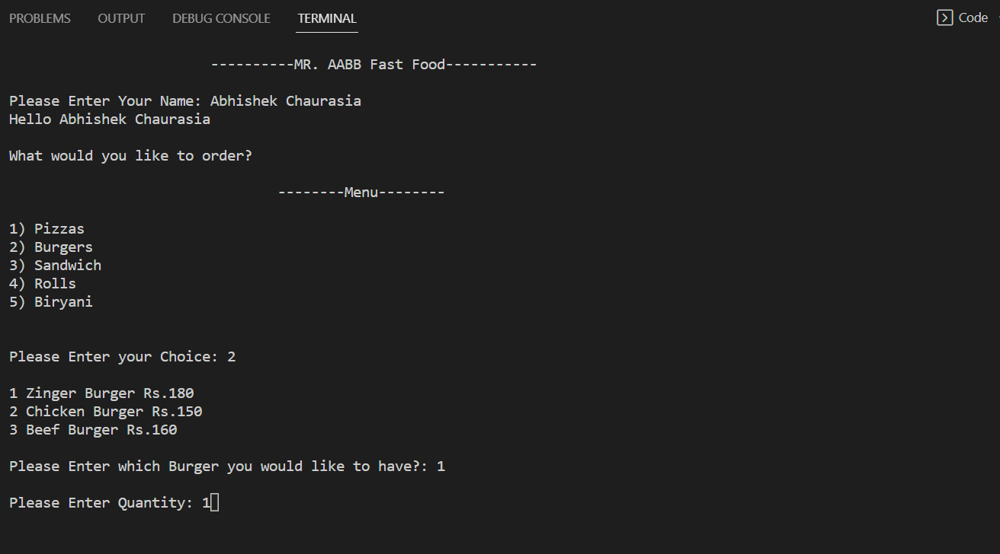 PROBLEMS OUTPUT DEBUG CONSOLE TERMINAL Code
----------MR. AABB Fast Food-----------
Please Enter Your Name: Abhishek Chaurasia
Hello Abhishek Chaurasia
What would you like to order?
--------Menu--------
1) Pizzas
2) Burgers
3) Sandwich
4) Rolls
5) Biryani
Please Enter your Choice: 2
1 Zinger Burger Rs.180
2 Chicken Burger Rs.150
3 Beef Burger Rs.160
Please Enter which Burger you would like to have?: 1
Please Enter Quantity: 1